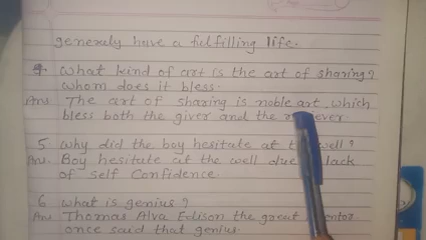 generely have a fulfilling life.
4. what kind of art is the art of sharing?
whom does it bless.
Ans The art of sharing is noble art, which
bless both the giver and the
5 why did the boy hesitate at well?
Ans. Boy hesitate at the well due lack
of self Confidence.
6 what is genius?
Ans Thomas Alva Edison the great
once said that genius.